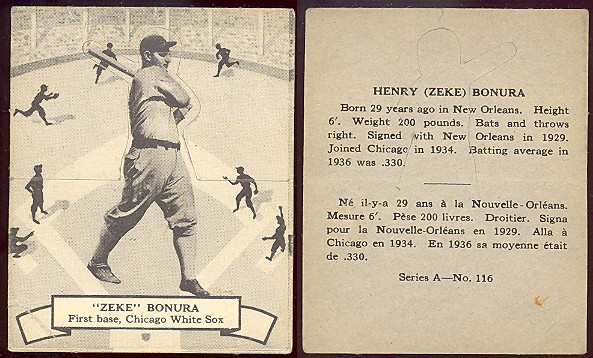 "ZEKE" BONURA
First base, Chicago White Sox
HENRY (ZEKE) BONURA
Born 29 years ago in New Orleans. Height
6'. Weight 200 pounds. Bats and throws
right. Signed with New Orleans in 1929.
Joined Chicago in 1934. Batting average in
1936 was .330.
Né il-y-a 29 ans à la Nouvelle-Orléans.
Mesure 6'. Pèse 200 livres. Droitier. Signa
pour la Nouvelle-Orléans en 1929. Alla à
Chicago en 1934. En 1936 sa moyenne était
de .330.
Series A—No. 116